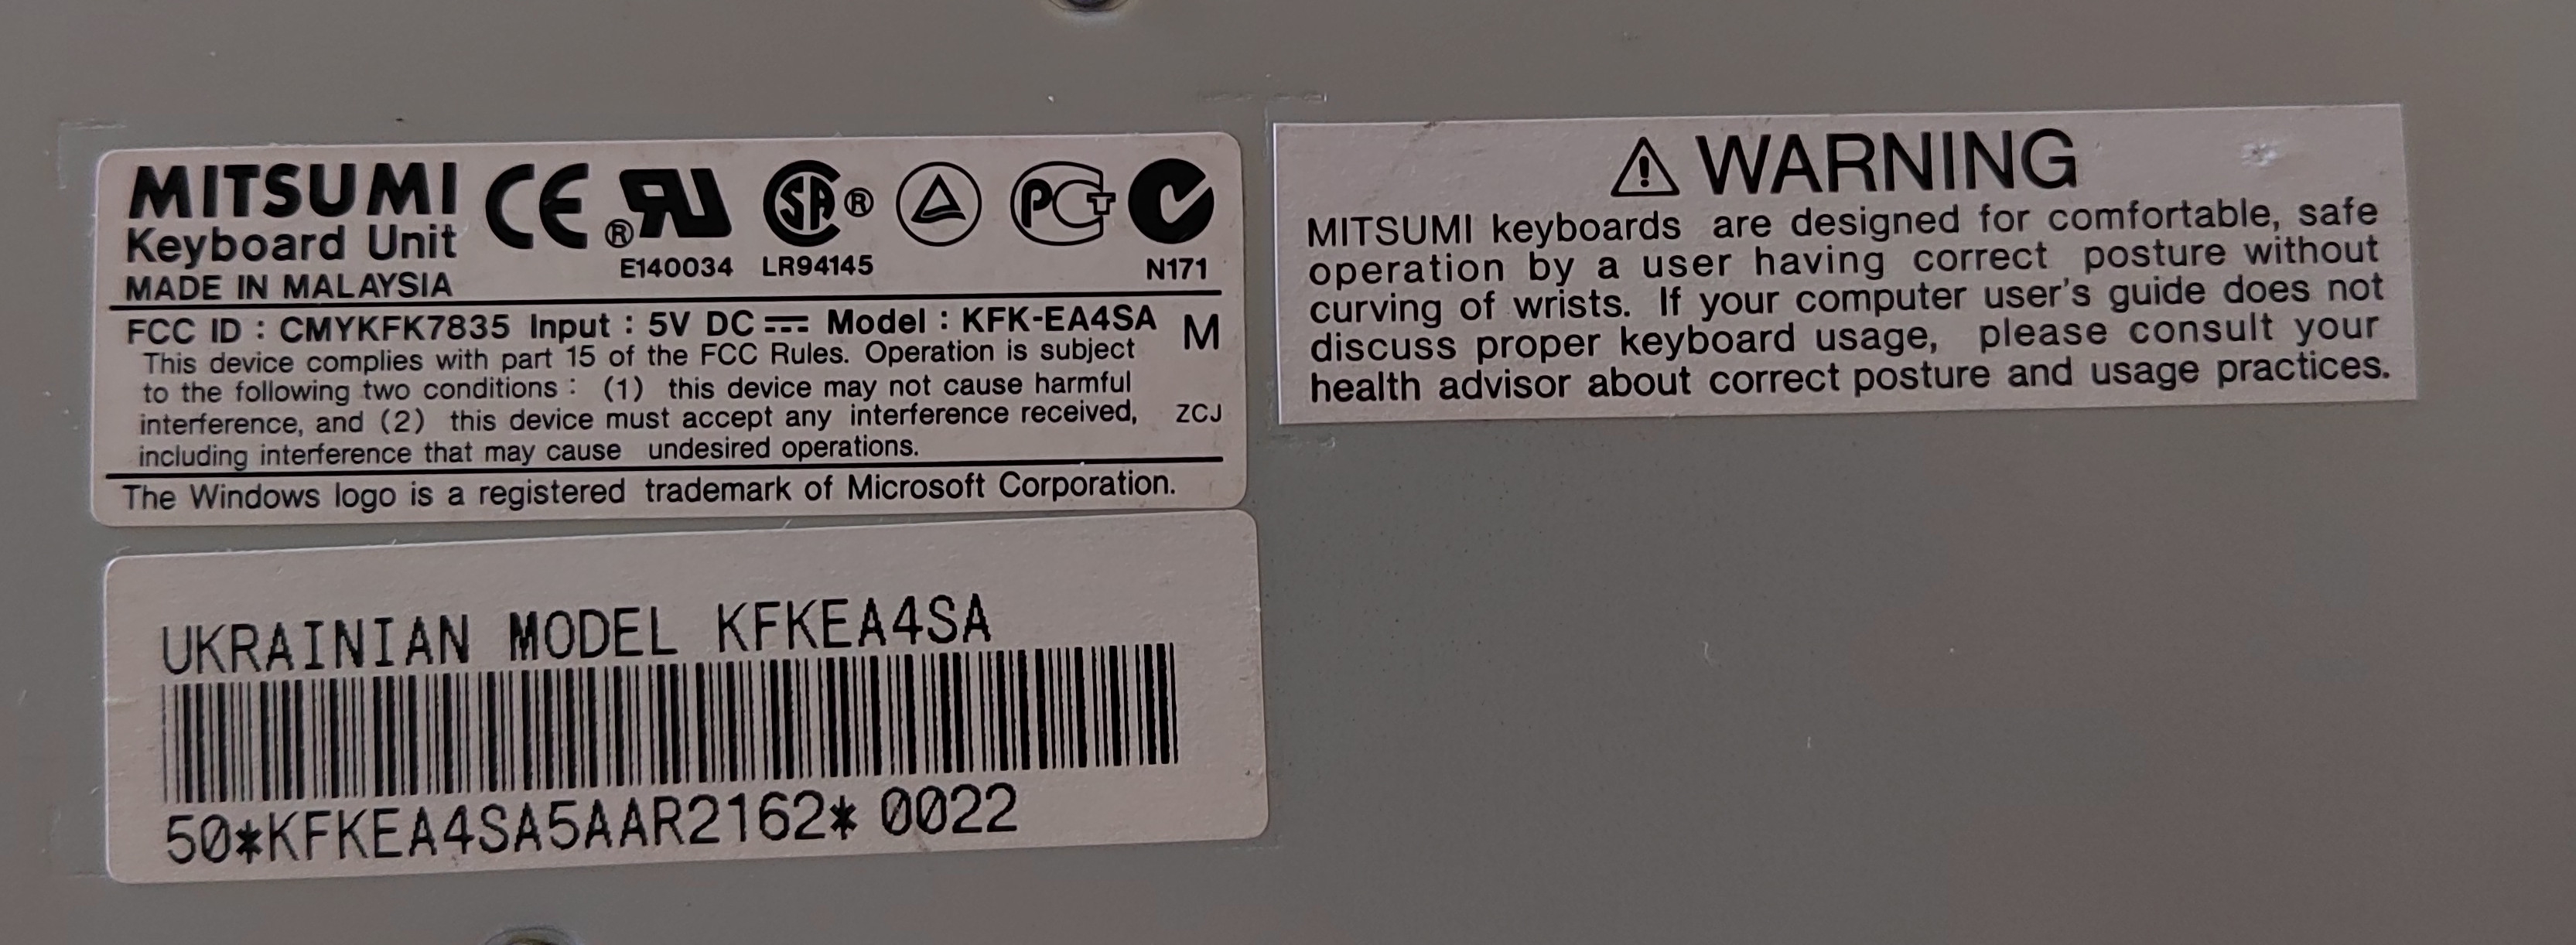 MITSUMI
Keyboard Unit
MADE IN MALAYSIA
CE
®
SA ®
PCT
E140034 LR94145
N171
FCC ID : CMYKFK7835 Input : 5V DC Model : KFK-EA4SA M
This device complies with part 15 of the FCC Rules. Operation is subject
to the following two conditions : (1) this device may not cause harmful
interference, and (2) this device must accept any interference received, ZCJ
including interference that may cause undesired operations.
The Windows logo is a registered trademark of Microsoft Corporation.
UKRAINIAN MODEL KFKEA4SA
50*KFKEA4SA5AAR2162* 0022
WARNING
MITSUMI keyboards are designed for comfortable, safe
operation by a user having correct posture without
curving of wrists. If your computer user's guide does not
discuss proper keyboard usage, please consult your
health advisor about correct posture and usage practices.